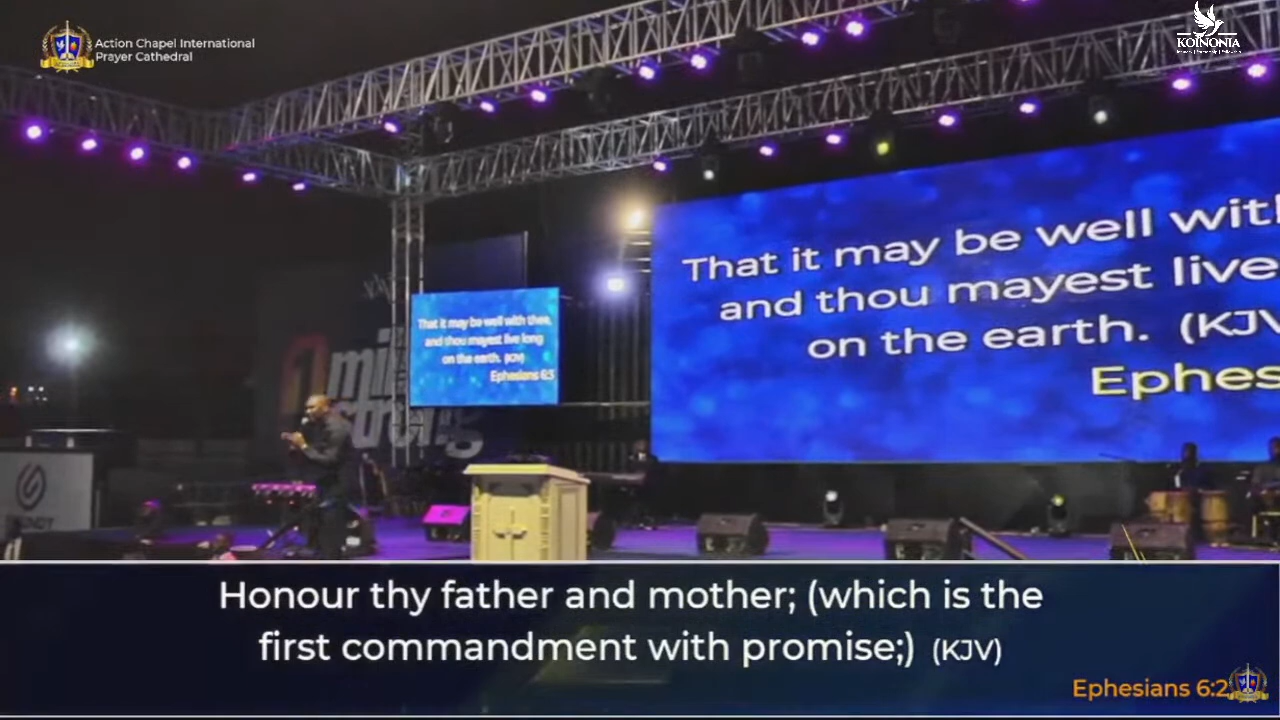 Action Chapel International
Prayer Cathedral
KOINONIA
That it may be well with
and thou mayest live
on the earth. (KJV
Ephes
That it may be well with thee,
and thou mayest live long
on the earth. (KJV)
Ephesians 6:3
Honour thy father and mother; (which is the
first commandment with promise;) (KJV)
Ephesians 6:2